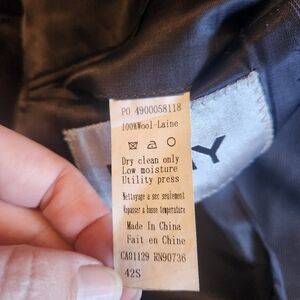 PO 4900058118
100%Wool-Laine
Dry clean only
Low moisture
Utility press
Nettoyage a sec seulement
Repasser a basse temperature
Made In China
Fait en Chine
CA01129 RN90736
42S